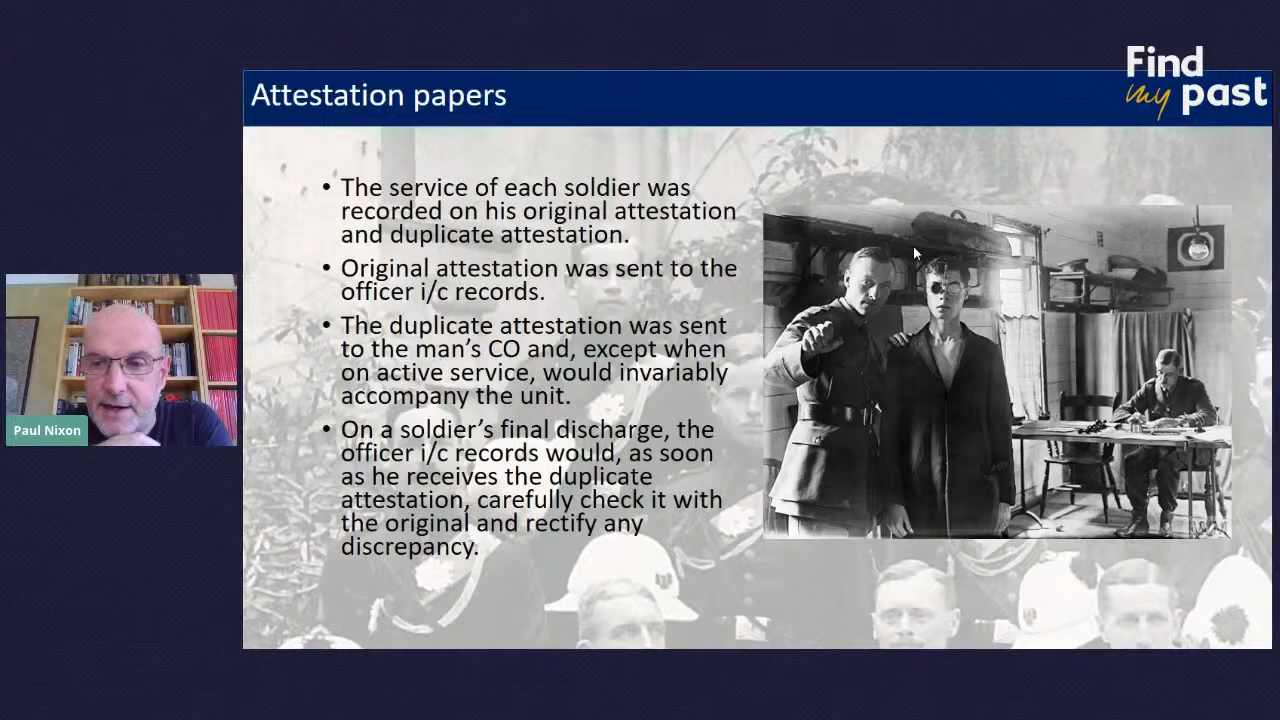 Find
my past
Attestation papers
• The service of each soldier was
recorded on his original attestation
and duplicate attestation.
• Original attestation was sent to the
officer i/c records.
• The duplicate attestation was sent
to the man’s CO and, except when
on active service, would invariably
accompany the unit.
• On a soldier’s final discharge, the
officer i/c records would, as soon
as he receives the duplicate
attestation, carefully check it with
the original and rectify any
discrepancy.
Paul Nixon